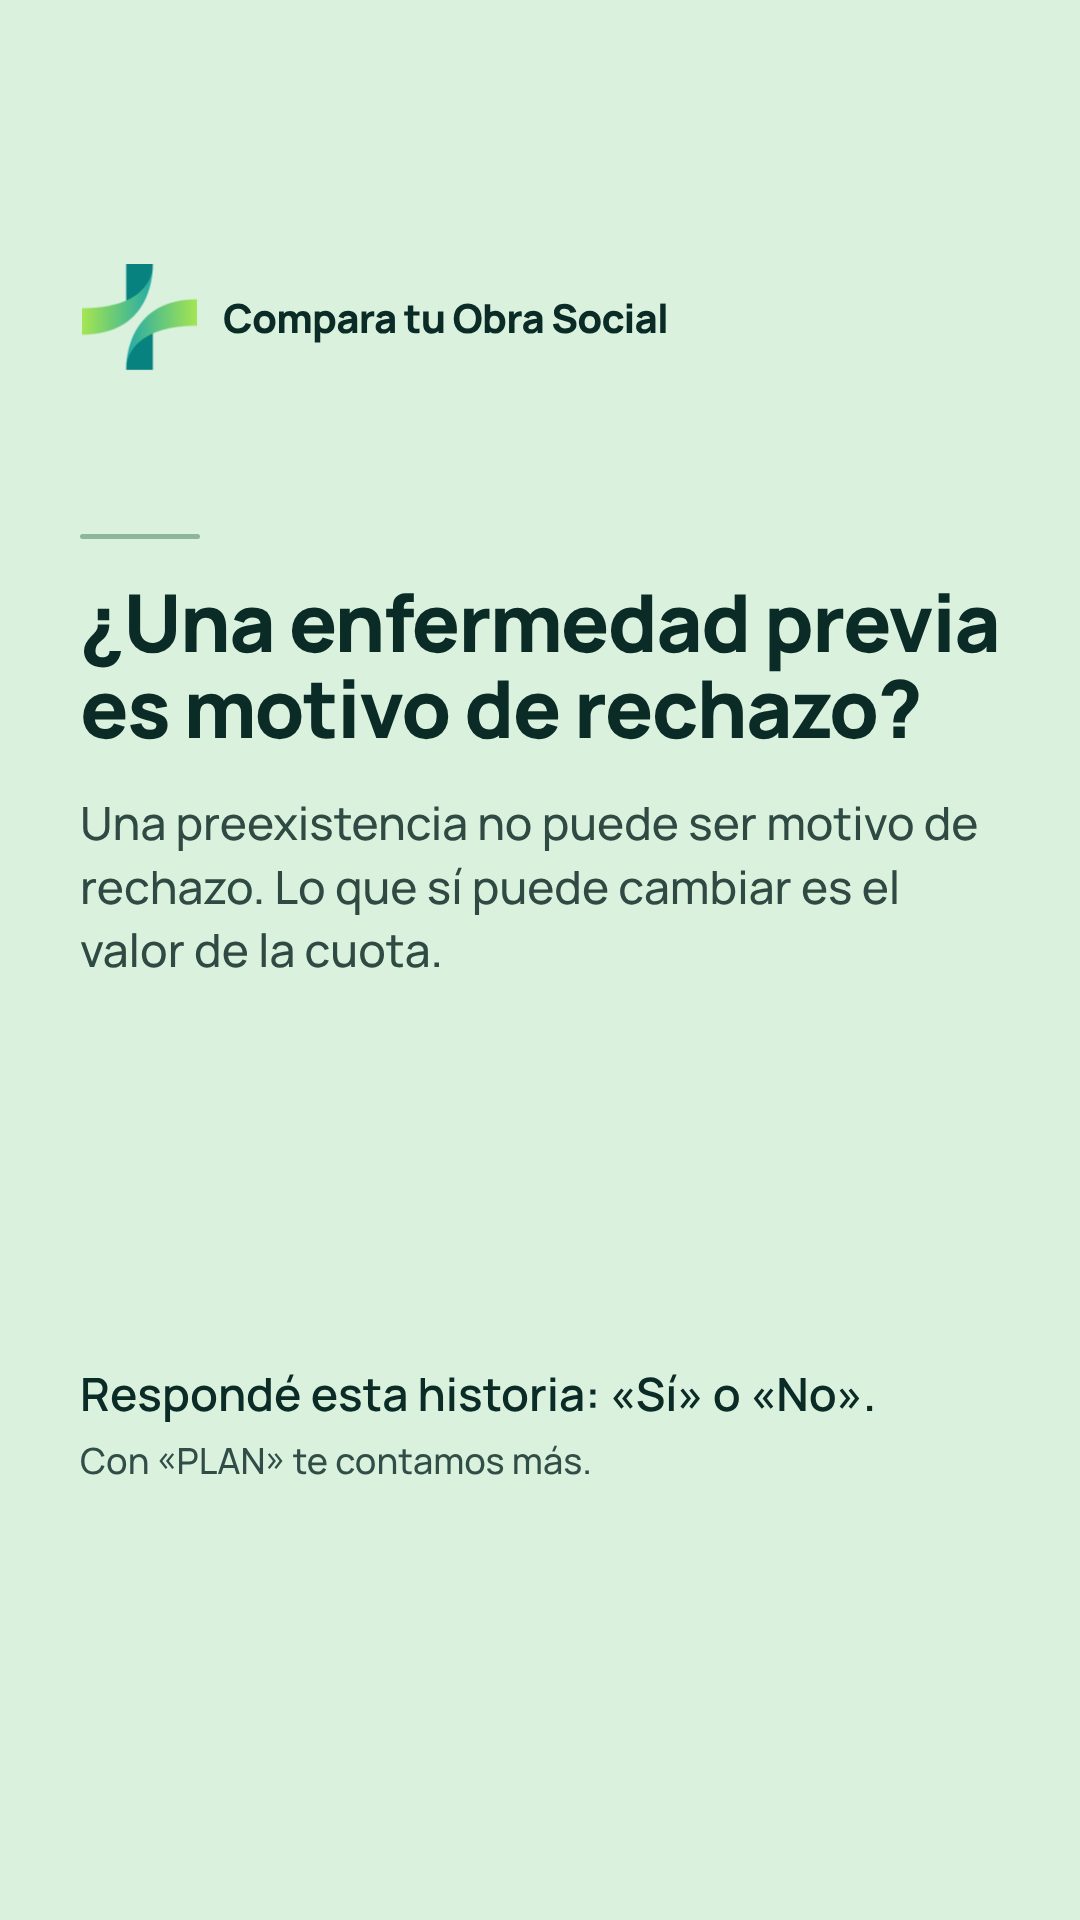 Compara tu Obra Social
¿Una enfermedad previa
es motivo de rechazo?
Una preexistencia no puede ser motivo de
rechazo. Lo que sí puede cambiar es el
valor de la cuota.
Respondé esta historia: «Sí» o «No».
Con «PLAN» te contamos más.